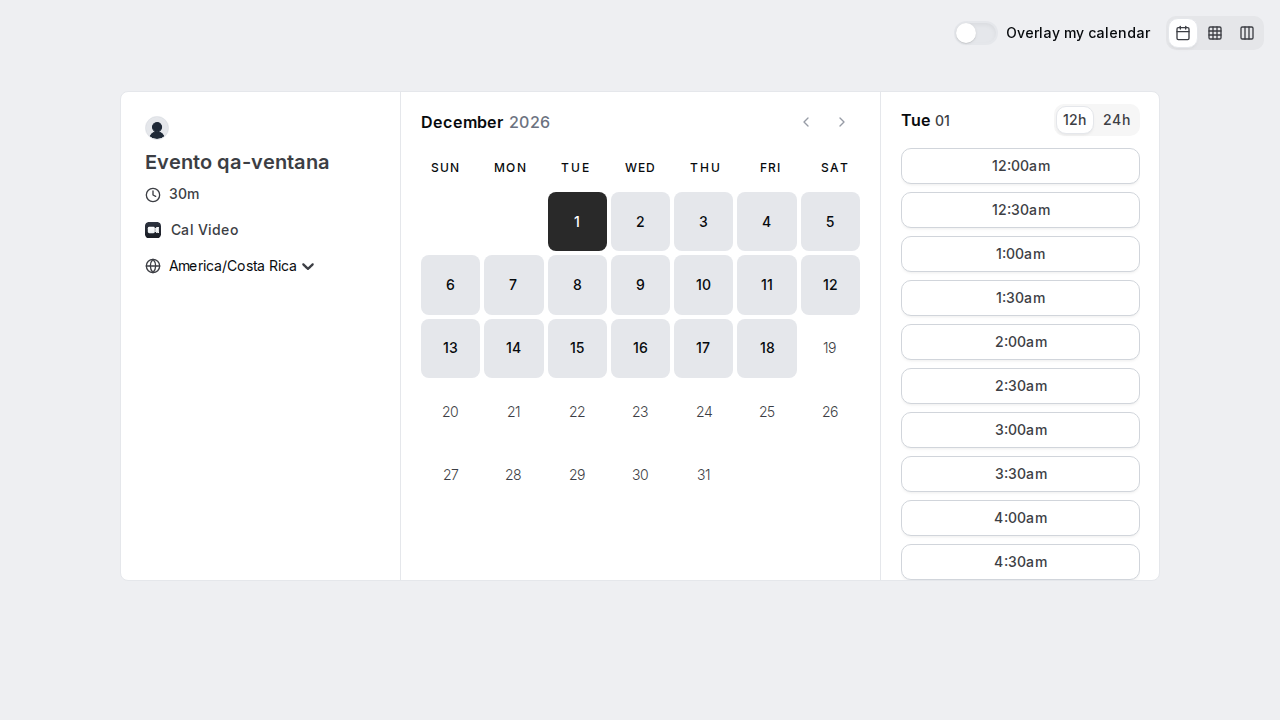 Overlay my calendar
Evento qa-ventana
30m
Cal Video
America/Costa Rica
December 2026
SUN MON TUE WED THU FRI SAT
1 2 3 4 5
6 7 8 9 10 11 12
13 14 15 16 17 18 19
20 21 22 23 24 25 26
27 28 29 30 31
Tue 01
12h 24h
12:00am
12:30am
1:00am
1:30am
2:00am
2:30am
3:00am
3:30am
4:00am
4:30am